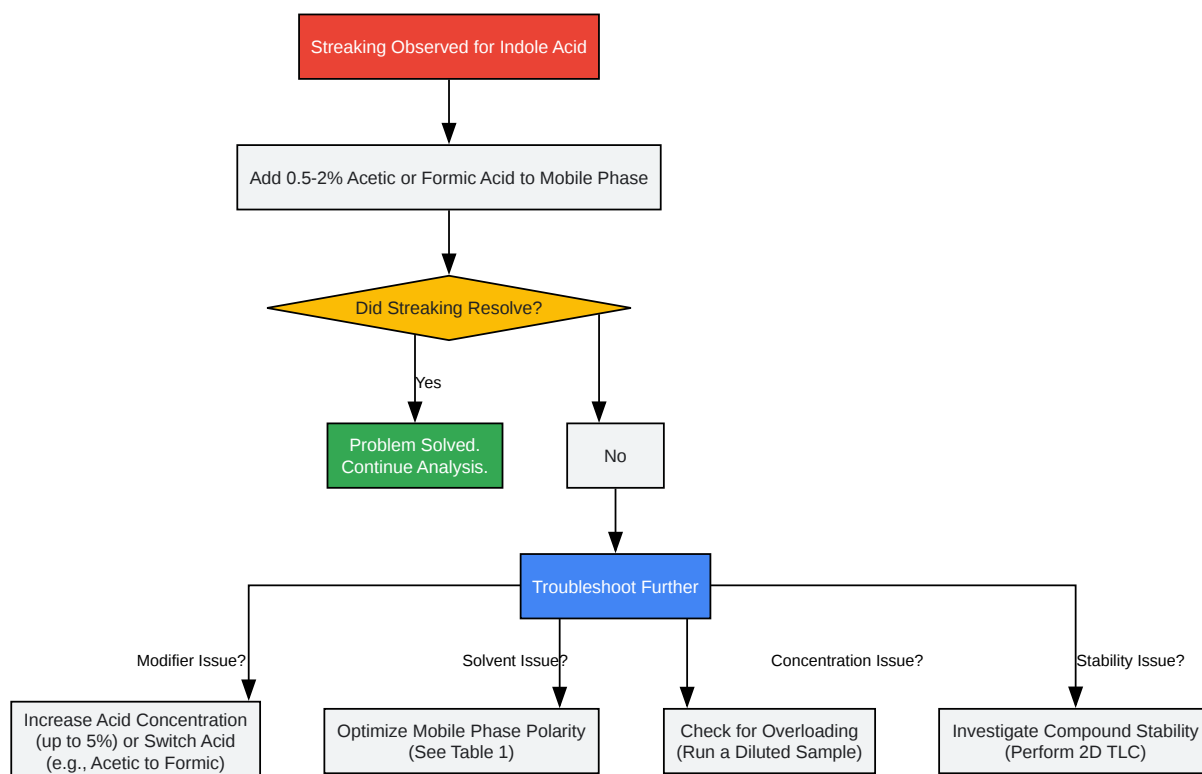 Streaking Observed for Indole Acid
Add 0.5-2% Acetic or Formic Acid to Mobile Phase
Did Streaking Resolve?
Yes
Problem Solved.
Continue Analysis.
No
Troubleshoot Further
Modifier Issue?
Solvent Issue?
Concentration Issue?
Stability Issue?
Increase Acid Concentration
(up to 5%) or Switch Acid
(e.g., Acetic to Formic)
Optimize Mobile Phase Polarity
(See Table 1)
Check for Overloading
(Run a Diluted Sample)
Investigate Compound Stability
(Perform 2D TLC)